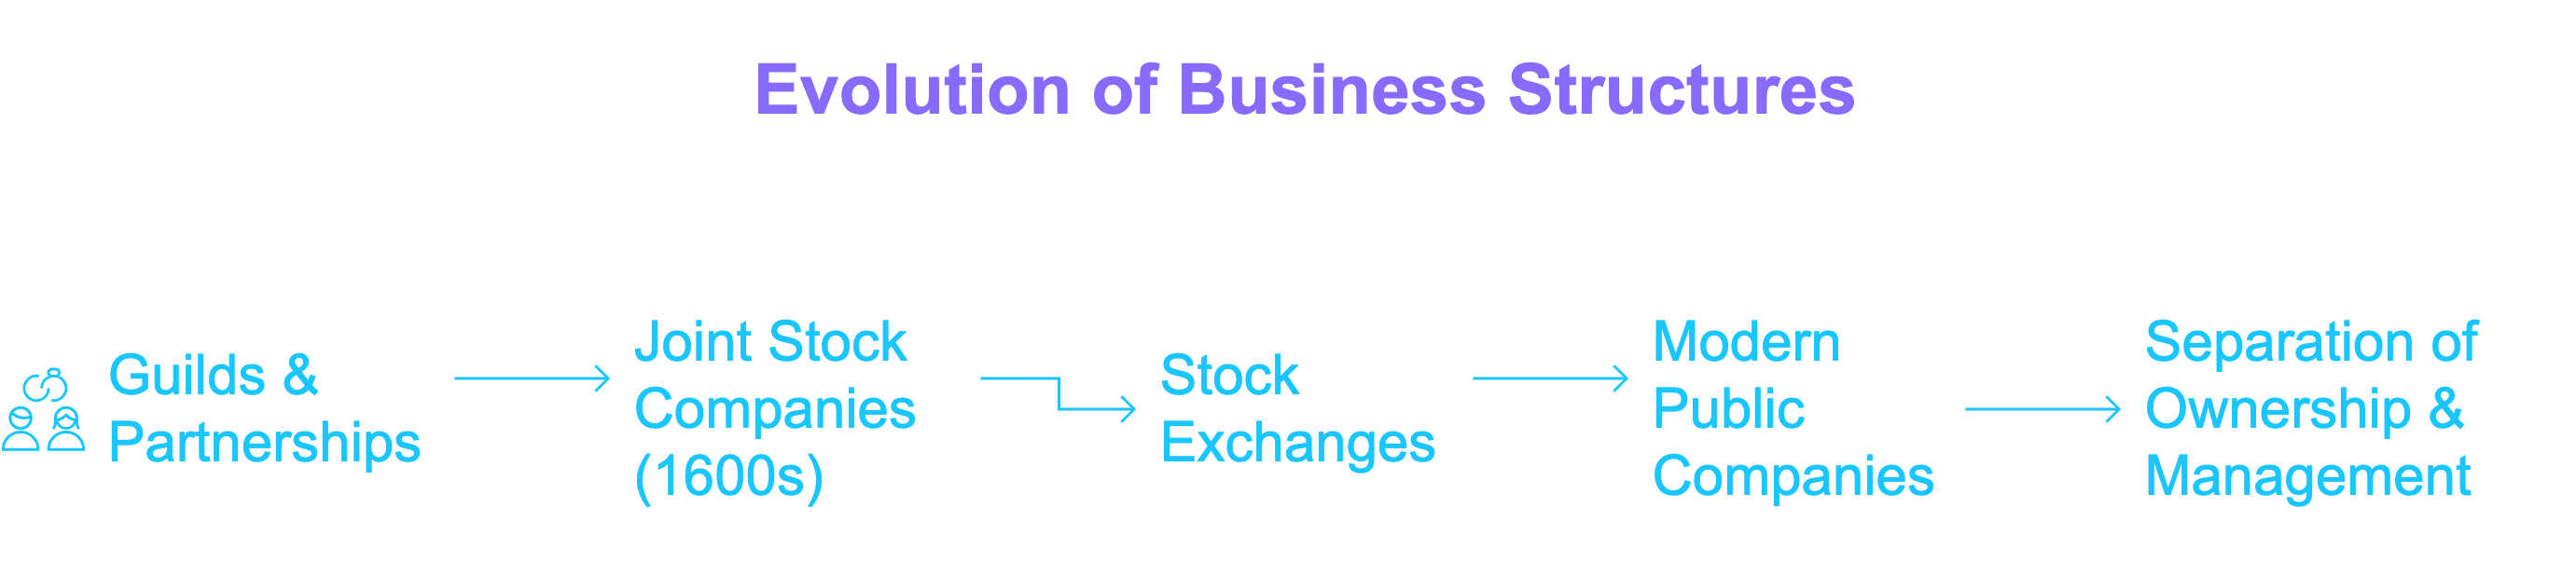 Evolution of Business Structures
Guilds &
Partnerships
Joint Stock
Companies
(1600s)
Stock
Exchanges
Modern
Public
Companies
Separation of
Ownership &
Management